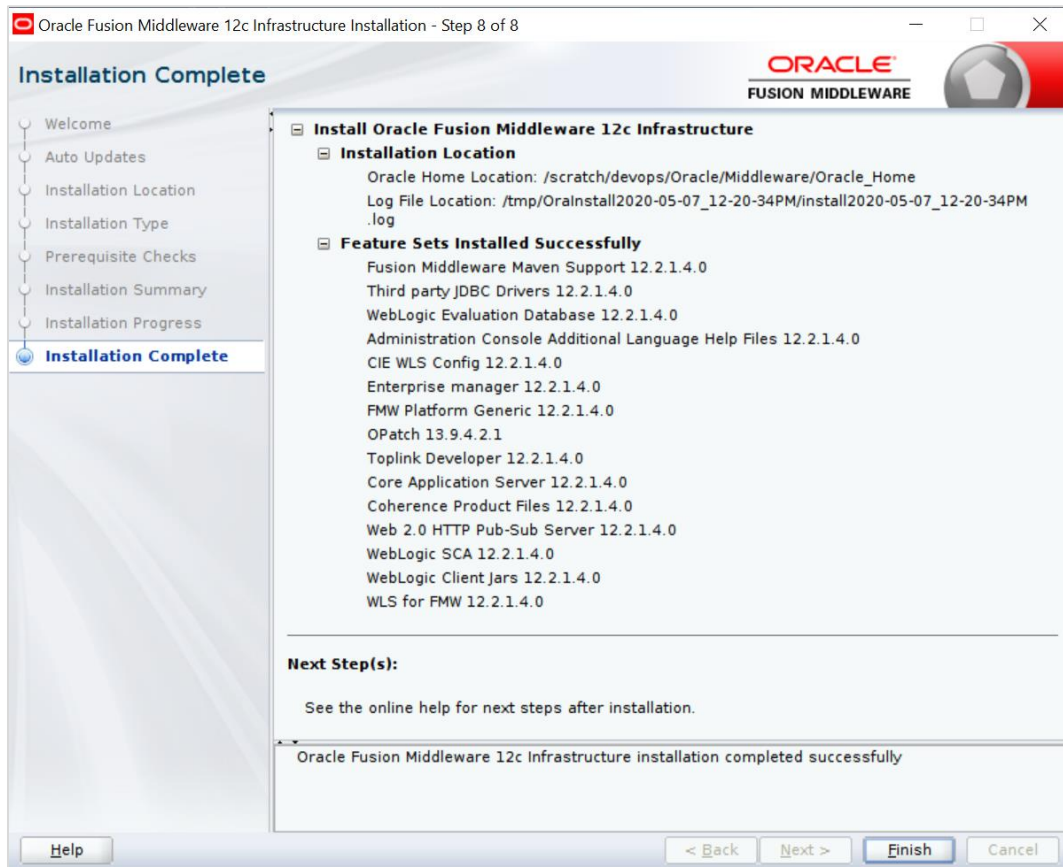 Oracle Fusion Middleware 12c Infrastructure Installation - Step 8 of 8
Installation Complete
ORACLE
FUSION MIDDLEWARE
Welcome
Auto Updates
Installation Location
Installation Type
Prerequisite Checks
Installation Summary
Installation Progress
Installation Complete
Install Oracle Fusion Middleware 12c Infrastructure
Installation Location
Oracle Home Location: /scratch/devops/Oracle/Middleware/Oracle_Home
Log File Location: /tmp/OraInstall2020-05-07_12-20-34PM/install2020-05-07_12-20-34PM
.log
Feature Sets Installed Successfully
Fusion Middleware Maven Support 12.2.1.4.0
Third party JDBC Drivers 12.2.1.4.0
WebLogic Evaluation Database 12.2.1.4.0
Administration Console Additional Language Help Files 12.2.1.4.0
CIE WLS Config 12.2.1.4.0
Enterprise manager 12.2.1.4.0
FMW Platform Generic 12.2.1.4.0
OPatch 13.9.4.2.1
Toplink Developer 12.2.1.4.0
Core Application Server 12.2.1.4.0
Coherence Product Files 12.2.1.4.0
Web 2.0 HTTP Pub-Sub Server 12.2.1.4.0
WebLogic SCA 12.2.1.4.0
WebLogic Client Jars 12.2.1.4.0
WLS for FMW 12.2.1.4.0
Next Step(s):
See the online help for next steps after installation.
Oracle Fusion Middleware 12c Infrastructure installation completed successfully
Help
< Back
Next >
Finish
Cancel